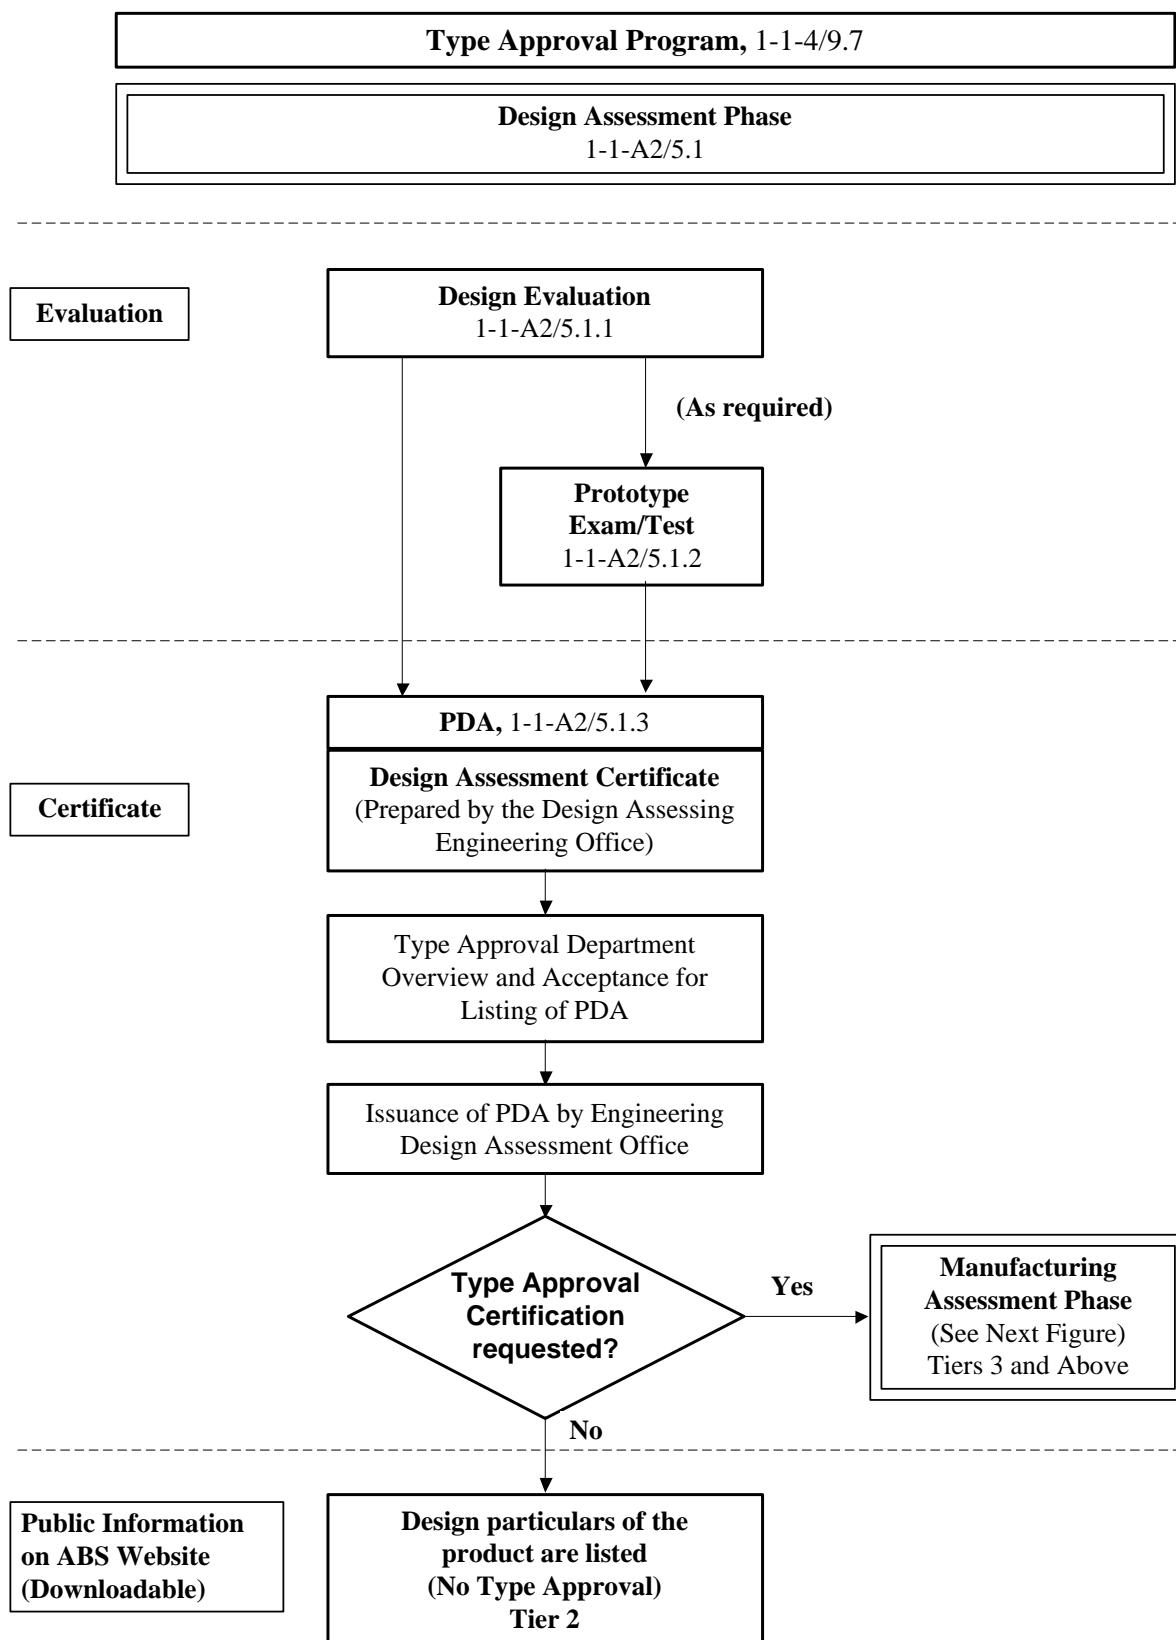 Type Approval Program, 1-1-4/9.7
Design Assessment Phase
1-1-A2/5.1
Evaluation
Design Evaluation
1-1-A2/5.1.1
(As required)
Prototype
Exam/Test
1-1-A2/5.1.2
PDA, 1-1-A2/5.1.3
Certificate
Design Assessment Certificate
(Prepared by the Design Assessing
Engineering Office)
Type Approval Department
Overview and Acceptance for
Listing of PDA
Issuance of PDA by Engineering
Design Assessment Office
Type Approval
Certification
requested?
Yes
Manufacturing
Assessment Phase
(See Next Figure)
Tiers 3 and Above
No
Public Information
on ABS Website
(Downloadable)
Design particulars of the
product are listed
(No Type Approval)
Tier 2